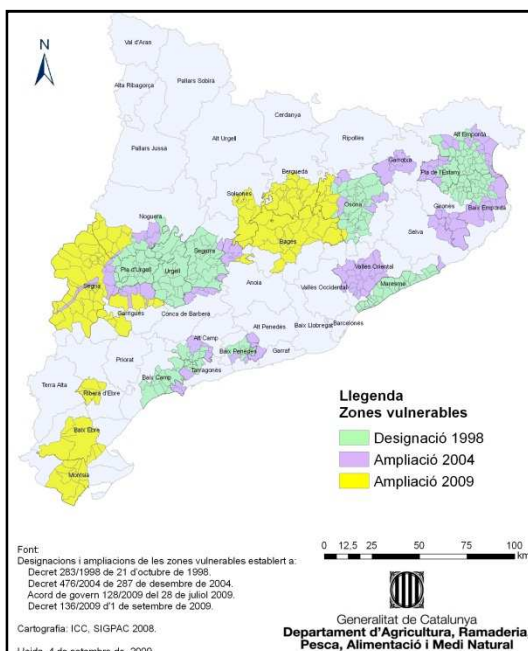 N
Val d'Aran
Alta Ribagorça
Pallars Sobirà
Pallars Jussà
Alt Urgell
Cerdanya
Ripollès
Alt Empordà
Garrotxa
Pla de l'Estany
Berguedà
Solsonès
Osona
Gironès
Baix Empordà
Noguera
Selva
Bages
Segarra
Pla d'Urgell
Urgell
Segrià
Vallès Oriental
Anoia
Maresme
Vallès Occidental
Garrigues
Conca de Barberà
Barcelonès
Alt Penedès
Baix Llobregat
Alt Camp
Priorat
Baix Penedès
Garraf
Terra Alta
Baix Camp
Tarragonès
Ribera d'Ebre
Baix Ebre
Montsià
Llegenda
Zones vulnerables
Designació 1998
Ampliació 2004
Ampliació 2009
0 12,5 25 50 75 100
km
Font:
Designacions i ampliacions de les zones vulnerables establert a:
Decret 283/1998 de 21 d'octubre de 1998.
Decret 476/2004 de 287 de desembre de 2004.
Acord de govern 128/2009 del 28 de juliol 2009.
Decret 136/2009 d'1 de setembre de 2009.
Cartografia: ICC, SIGPAC 2008.
Lleida, 4 de setembre de 2009
Generalitat de Catalunya
Departament d'Agricultura, Ramaderia,
Pesca, Alimentació i Medi Natural